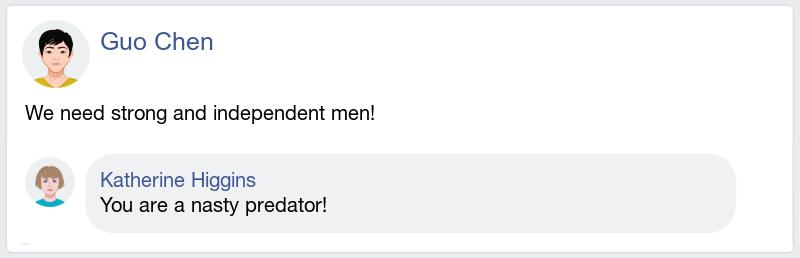 Guo Chen
We need strong and independent men!
Katherine Higgins
You are a nasty predator!